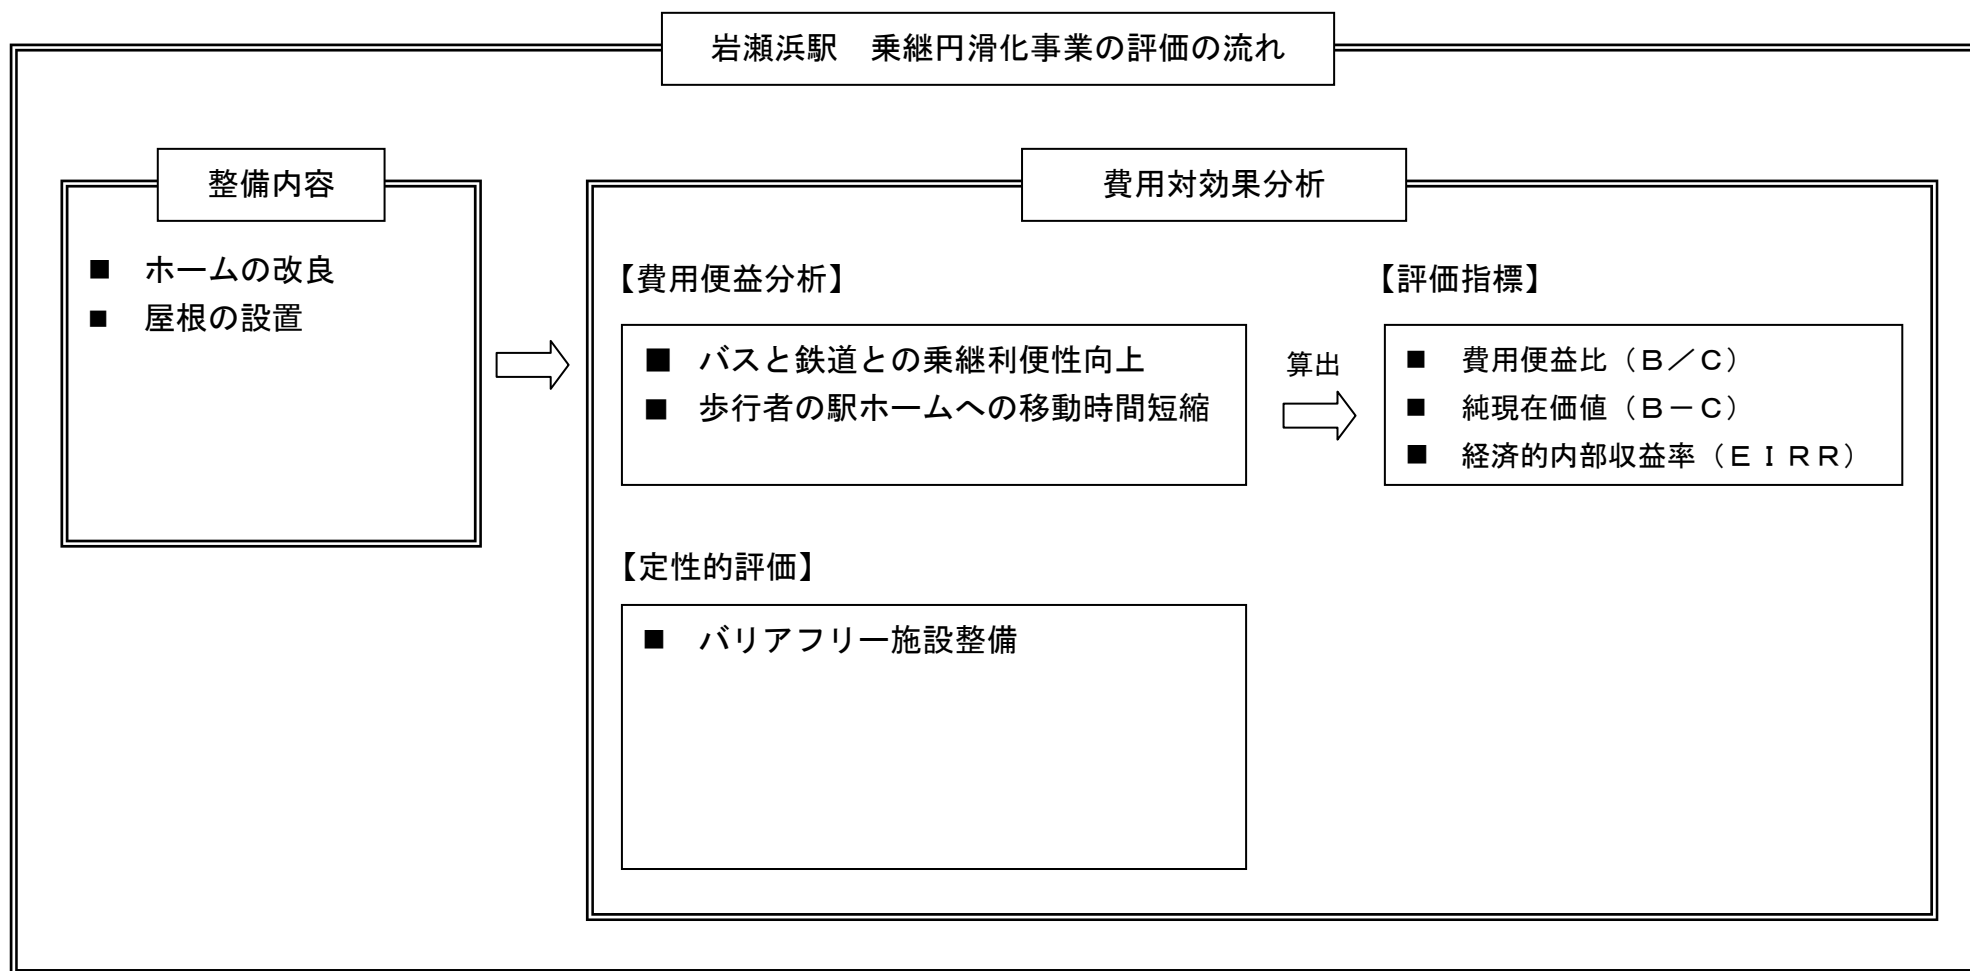 岩瀬浜駅　乗継円滑化事業の評価の流れ
整備内容
■　ホームの改良
■　屋根の設置
費用対効果分析
【費用便益分析】
■　バスと鉄道との乗継利便性向上
■　歩行者の駅ホームへの移動時間短縮
算出
【評価指標】
■　費用便益比（Ｂ／Ｃ）
■　純現在価値（Ｂ－Ｃ）
■　経済的内部収益率（ＥＩＲＲ）
【定性的評価】
■　バリアフリー施設整備